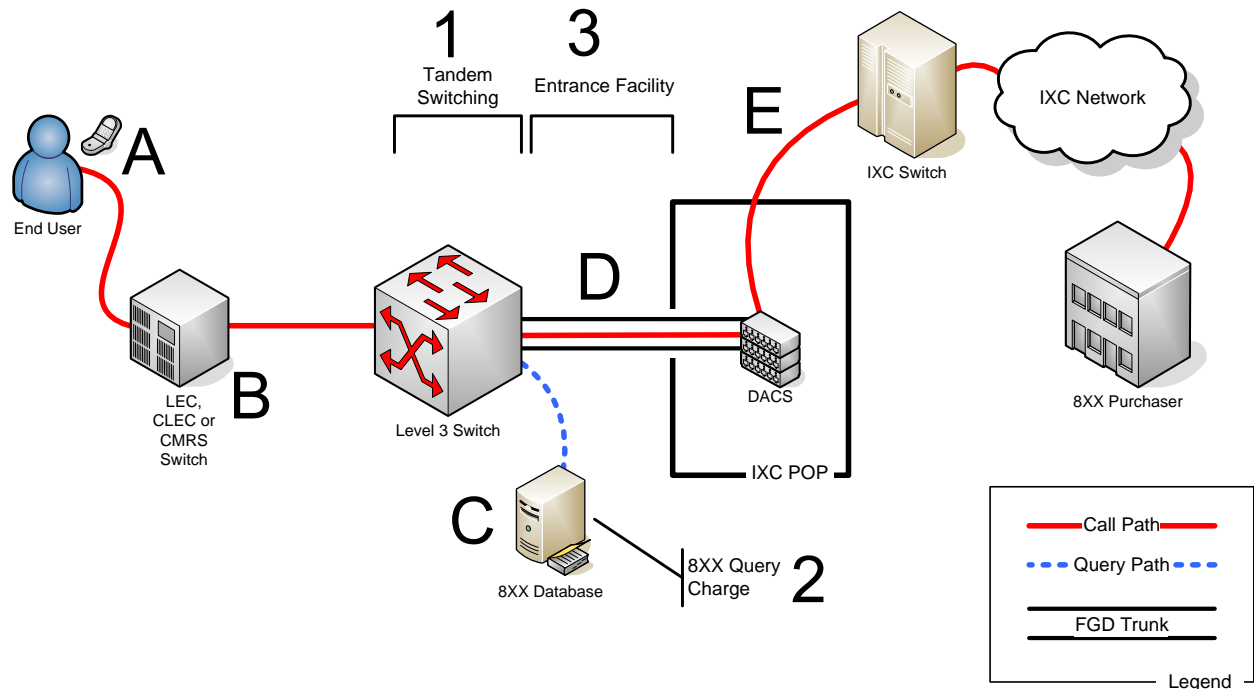 1
3
Tandem
Switching
Entrance Facility
A
End User
E
IXC Switch
IXC Network
B
LEC,
CLEC or
CMRS
Switch
Level 3 Switch
D
DACS
IXC POP
8XX Purchaser
C
8XX Database
8XX Query
Charge
2
Call Path
Query Path
FGD Trunk
Legend